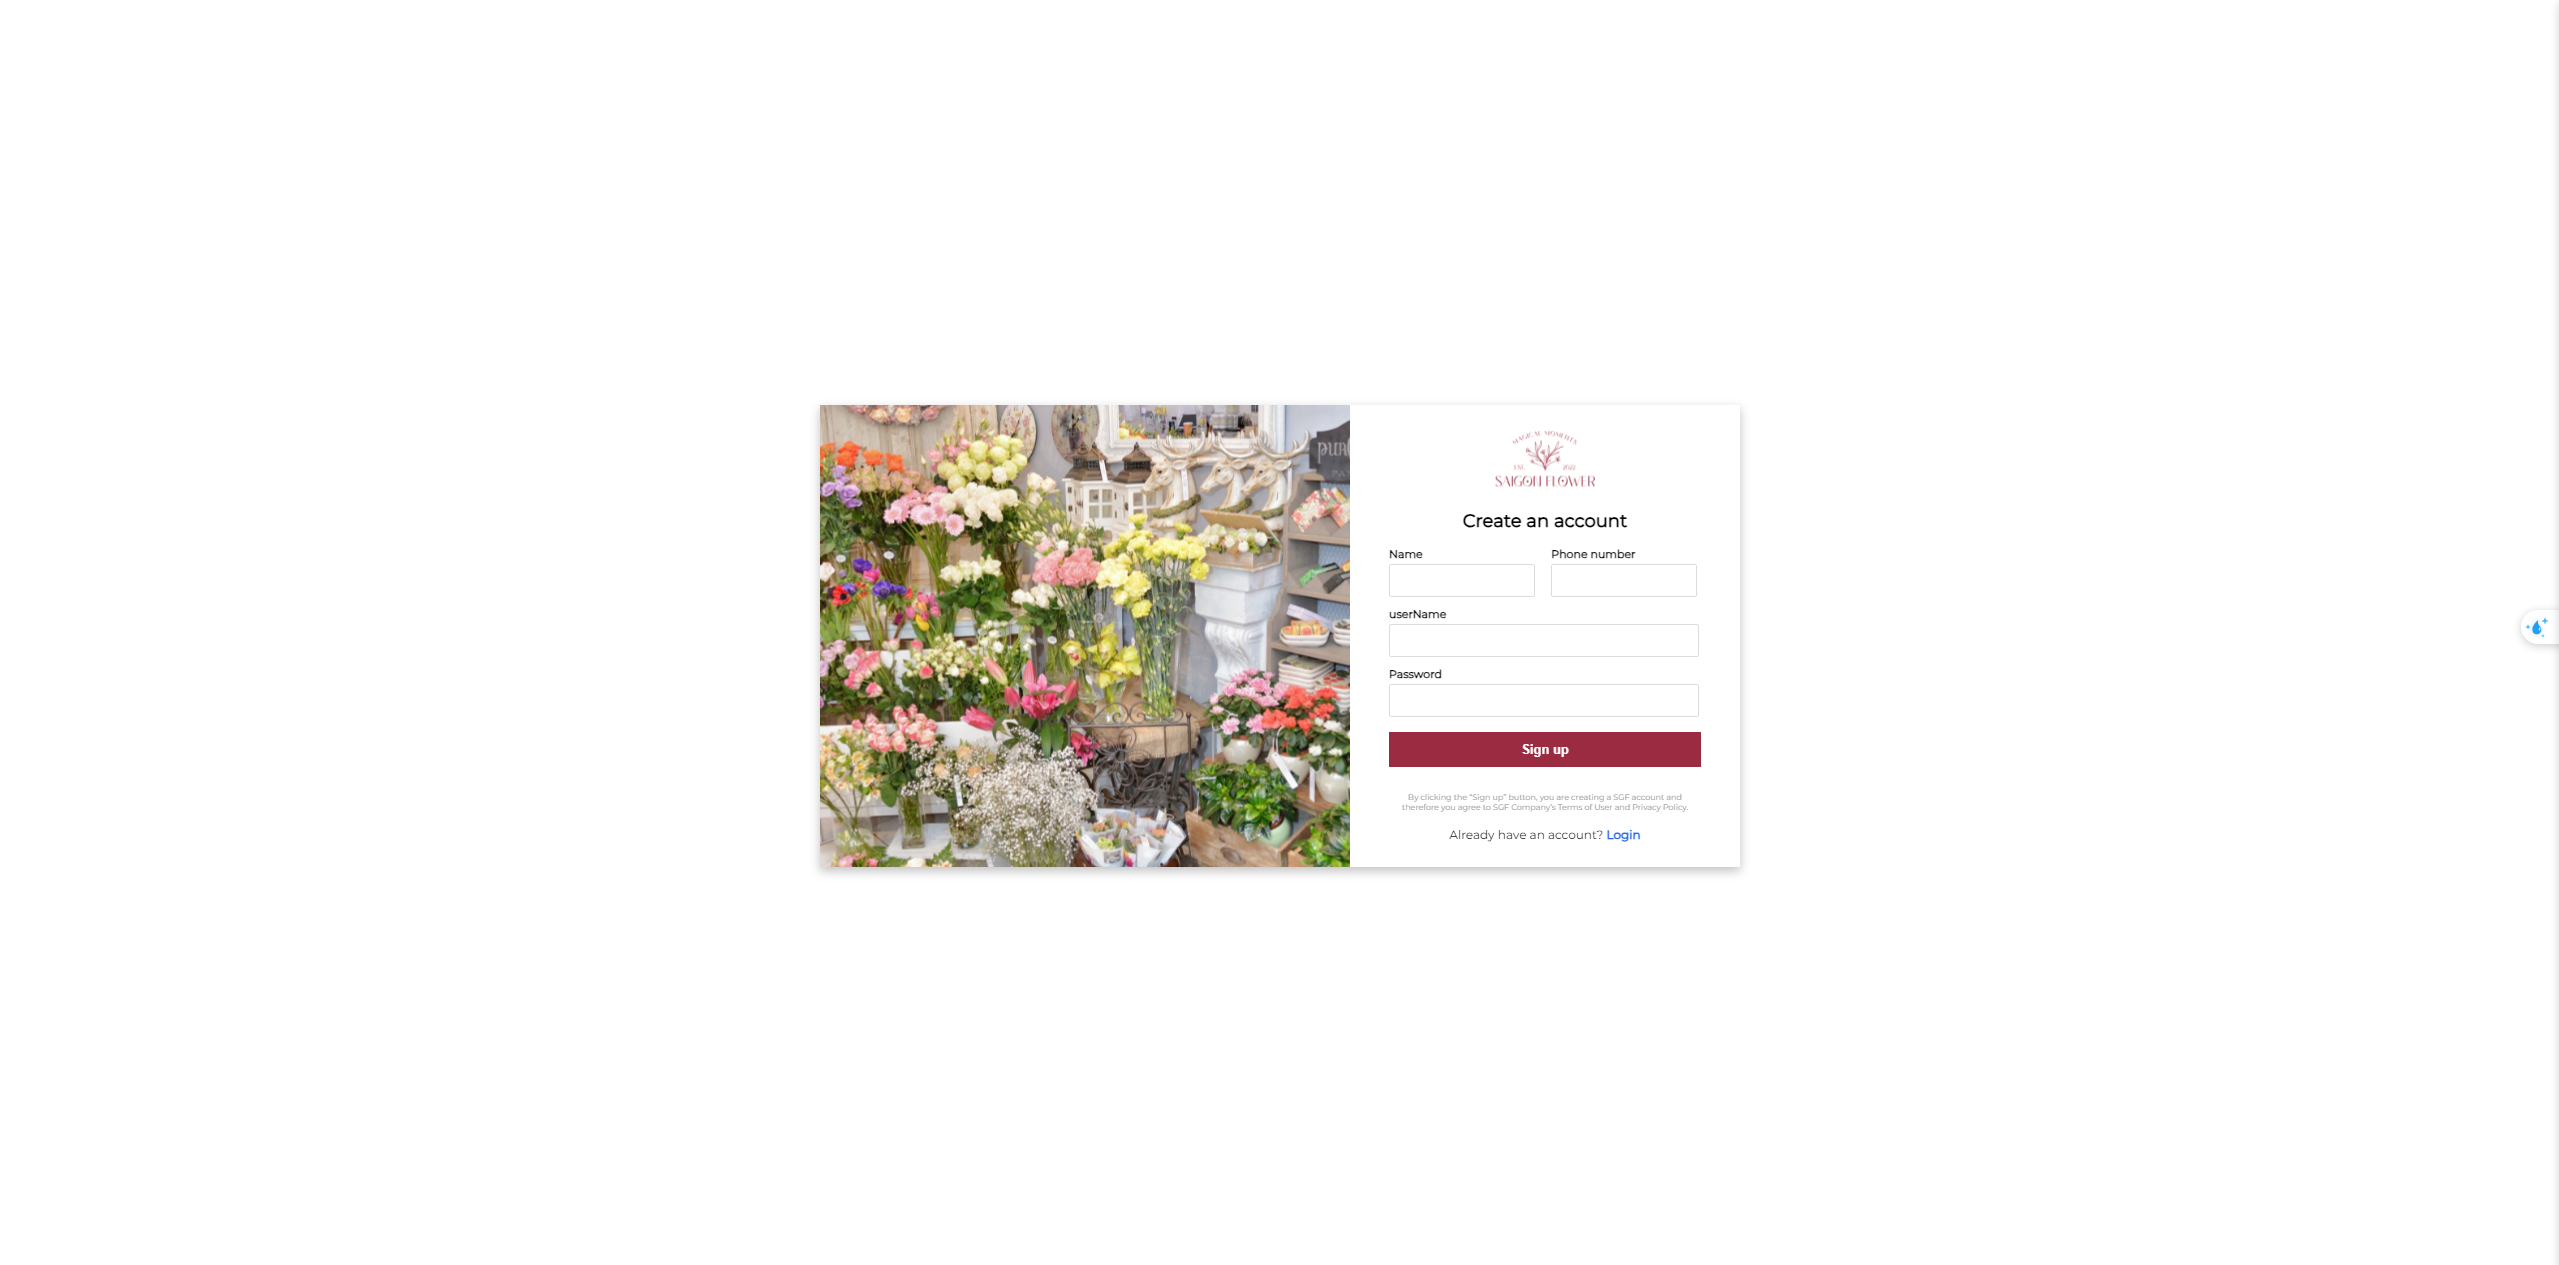 MAGICAL MOMENTS
EST. 2022
SAIGON FLOWER
Create an account
Name Phone number
userName
Password
Sign up
By clicking the “Sign up” button, you are creating a SGF account and
therefore you agree to SGF Company’s Terms of User and Privacy Policy.
Already have an account? Login